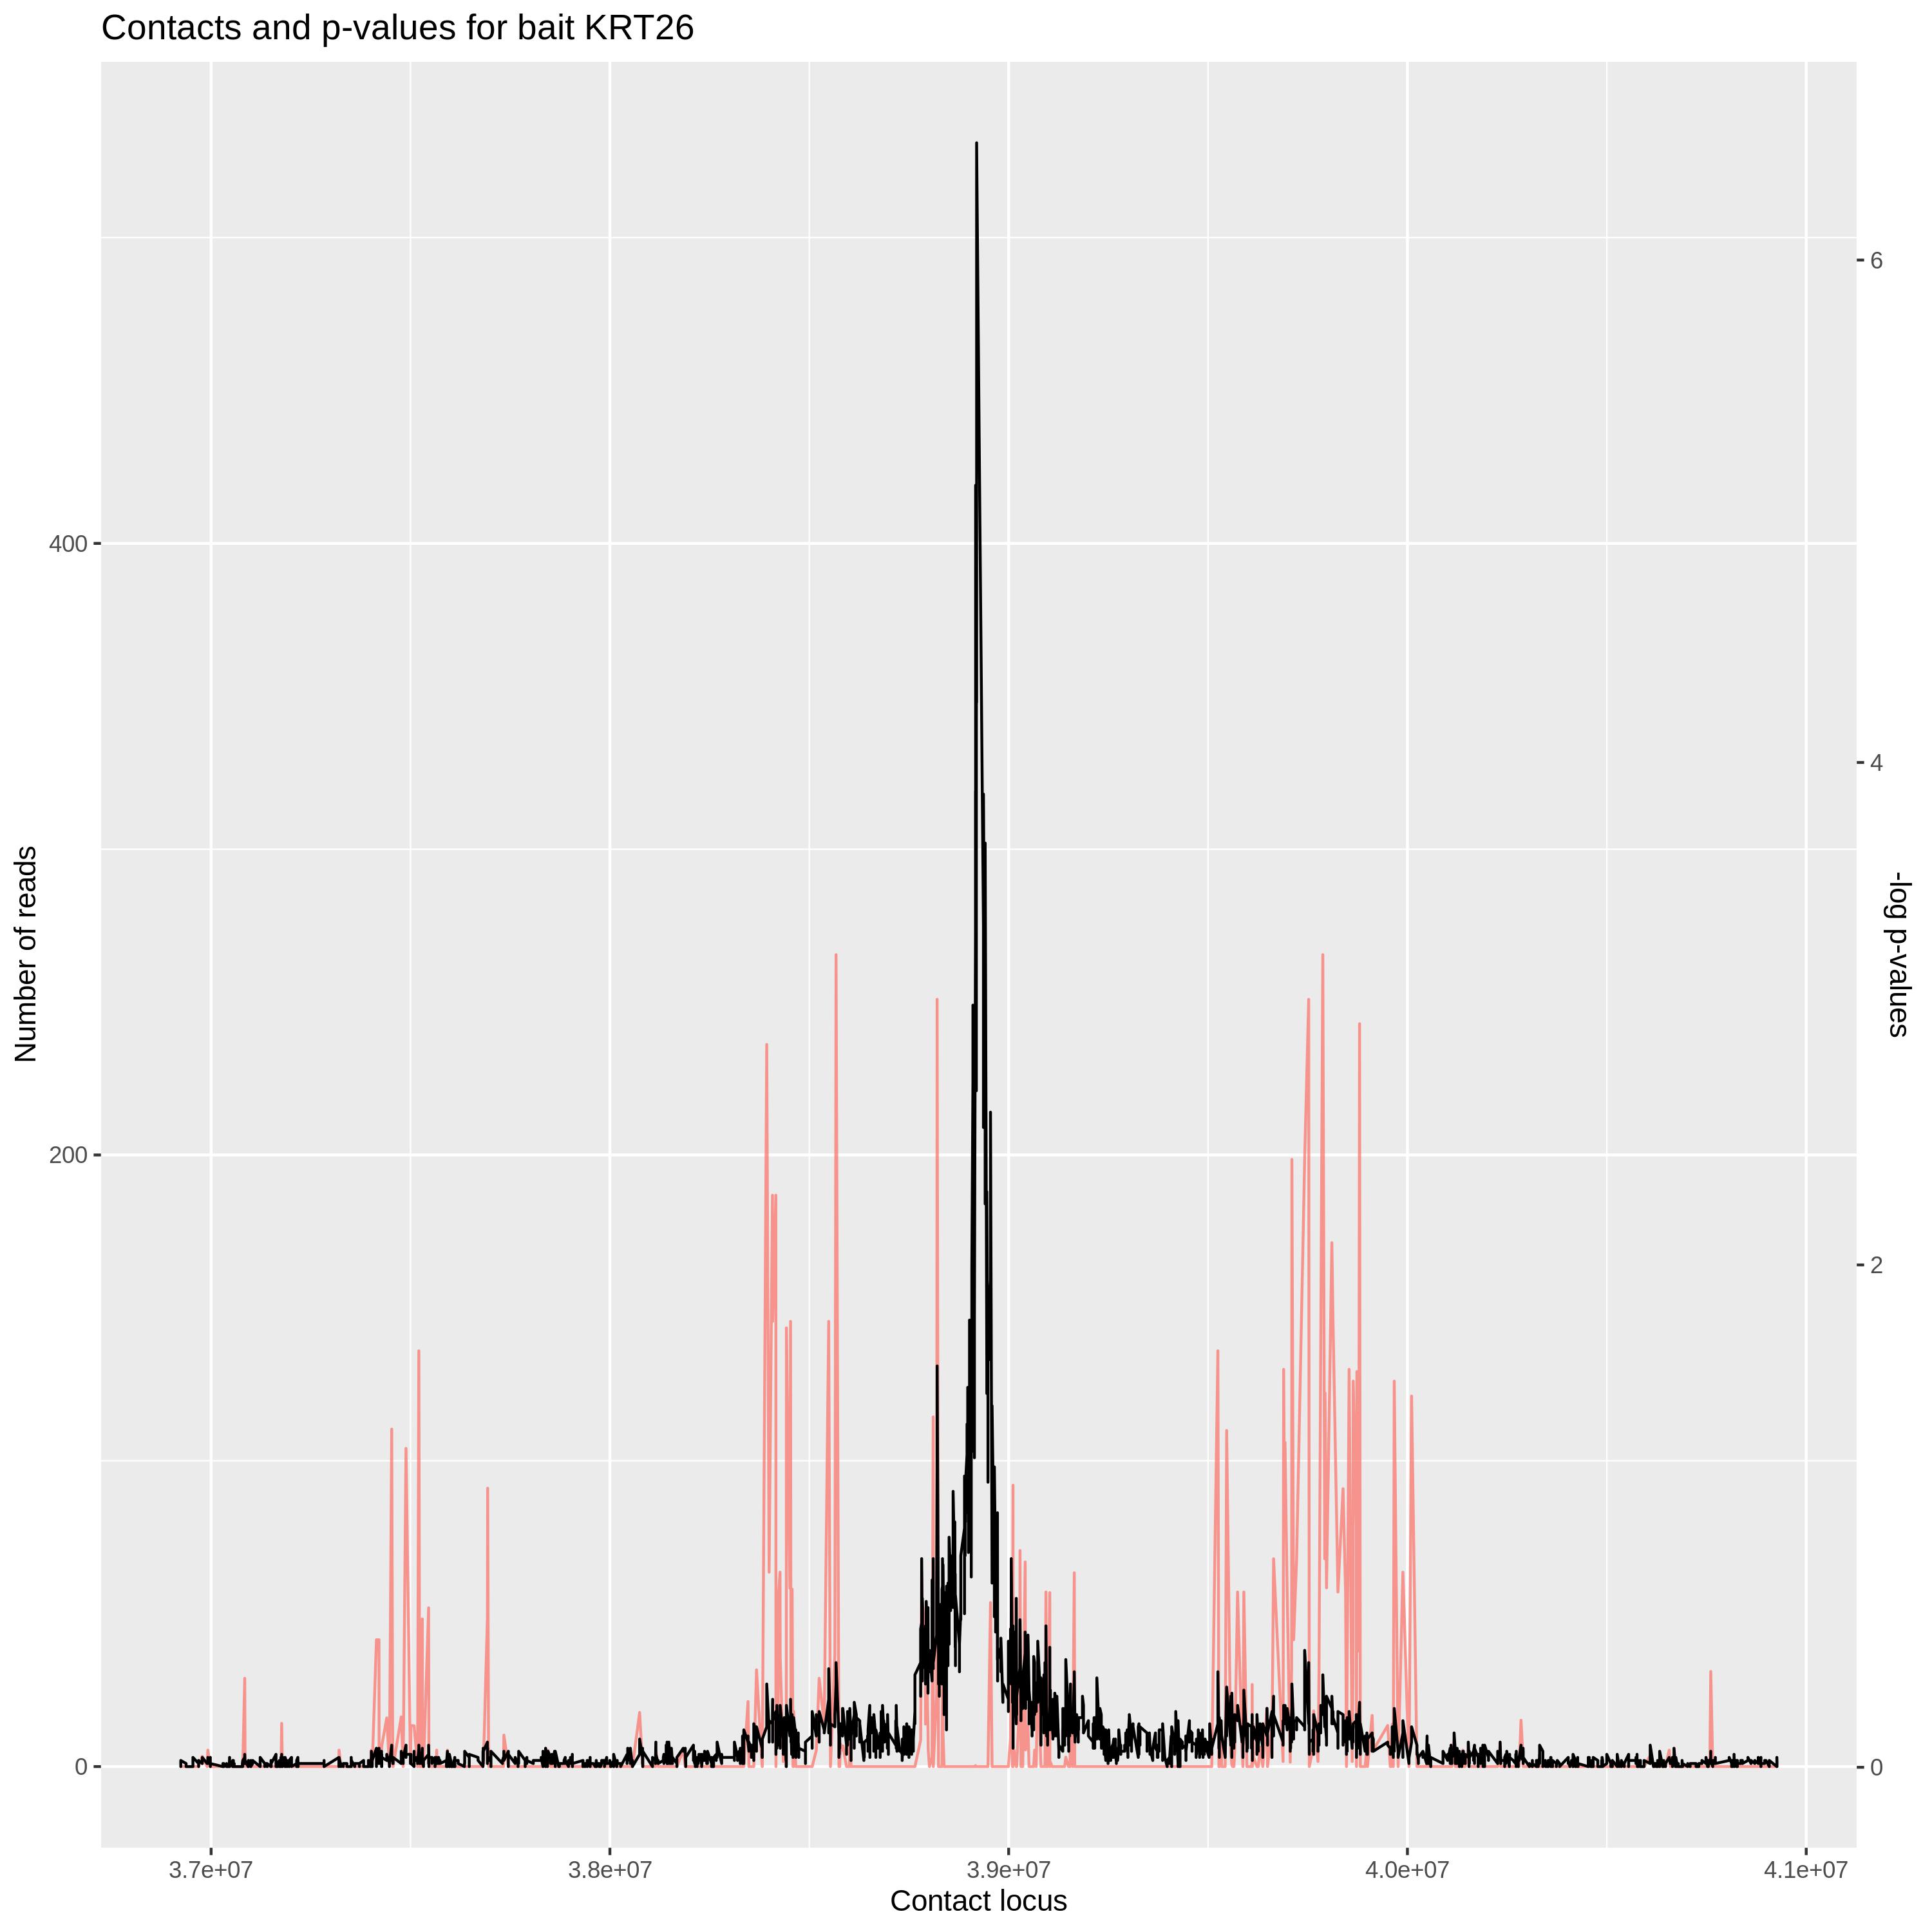 Contacts and p-values for bait KRT26
Number of reads
400
200
0
6
4
2
0
-log p-values
3.7e+07
3.8e+07
3.9e+07
4.0e+07
4.1e+07
Contact locus